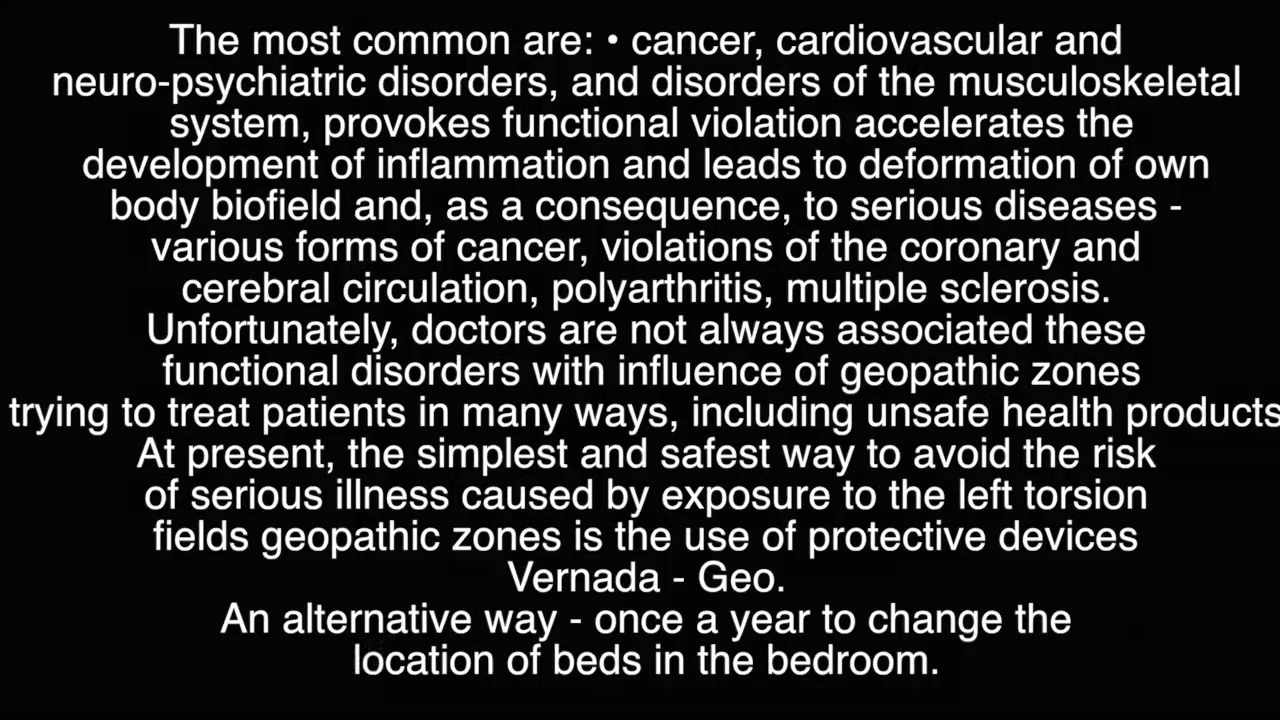 The most common are: • cancer, cardiovascular and
neuro-psychiatric disorders, and disorders of the musculoskeletal
system, provokes functional violation accelerates the
development of inflammation and leads to deformation of own
body biofield and, as a consequence, to serious diseases -
various forms of cancer, violations of the coronary and
cerebral circulation, polyarthritis, multiple sclerosis.
Unfortunately, doctors are not always associated these
functional disorders with influence of geopathic zones
trying to treat patients in many ways, including unsafe health products
At present, the simplest and safest way to avoid the risk
of serious illness caused by exposure to the left torsion
fields geopathic zones is the use of protective devices
Vernada - Geo.
An alternative way - once a year to change the
location of beds in the bedroom.